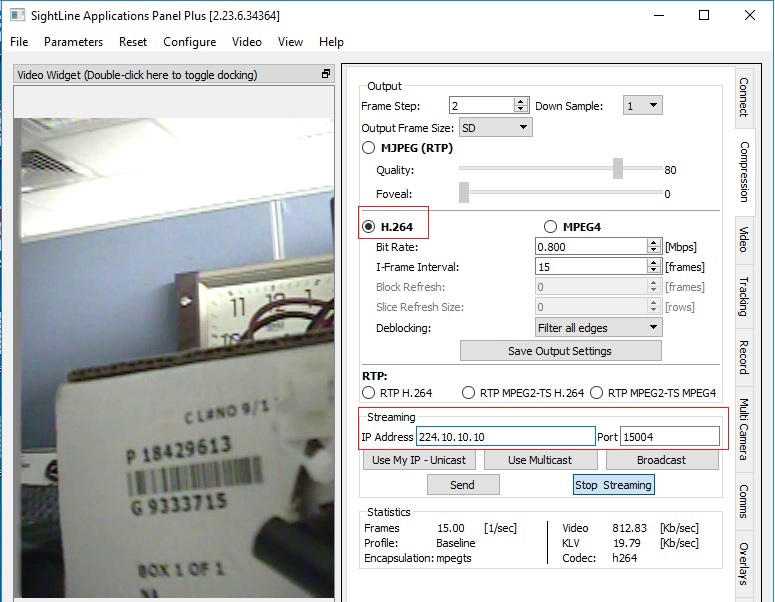 SightLine Applications Panel Plus [2.23.6.34364]
File Parameters Reset Configure Video View Help
Video Widget (Double-click here to toggle docking)
11 12 1
10
C L#NO 9/1
P 18429613
G 9333715
BOX 1 OF 1
Output
Frame Step: 2 Down Sample: 1
Output Frame Size: SD
MJPEG (RTP)
Quality: 80
Foveal: 0
H.264 MPEG4
Bit Rate: 0.800 [Mbps]
I-Frame Interval: 15 [frames]
Block Refresh: 0 [frames]
Slice Refresh Size: 0 [rows]
Deblocking: Filter all edges
Save Output Settings
RTP:
RTP H.264 RTP MPEG2-TS H.264 RTP MPEG2-TS MPEG4
Streaming
IP Address 224.10.10.10 Port 15004
Use My IP - Unicast Use Multicast Broadcast
Send Stop Streaming
Statistics
Frames 15.00 [1/sec] Video 812.83 [Kb/sec]
Profile: Baseline KLV 19.79 [Kb/sec]
Encapsulation: mpegts Codec: h264
Connect
Compression
Video
Tracking
Record
Multi Camera
Comms
Overlays